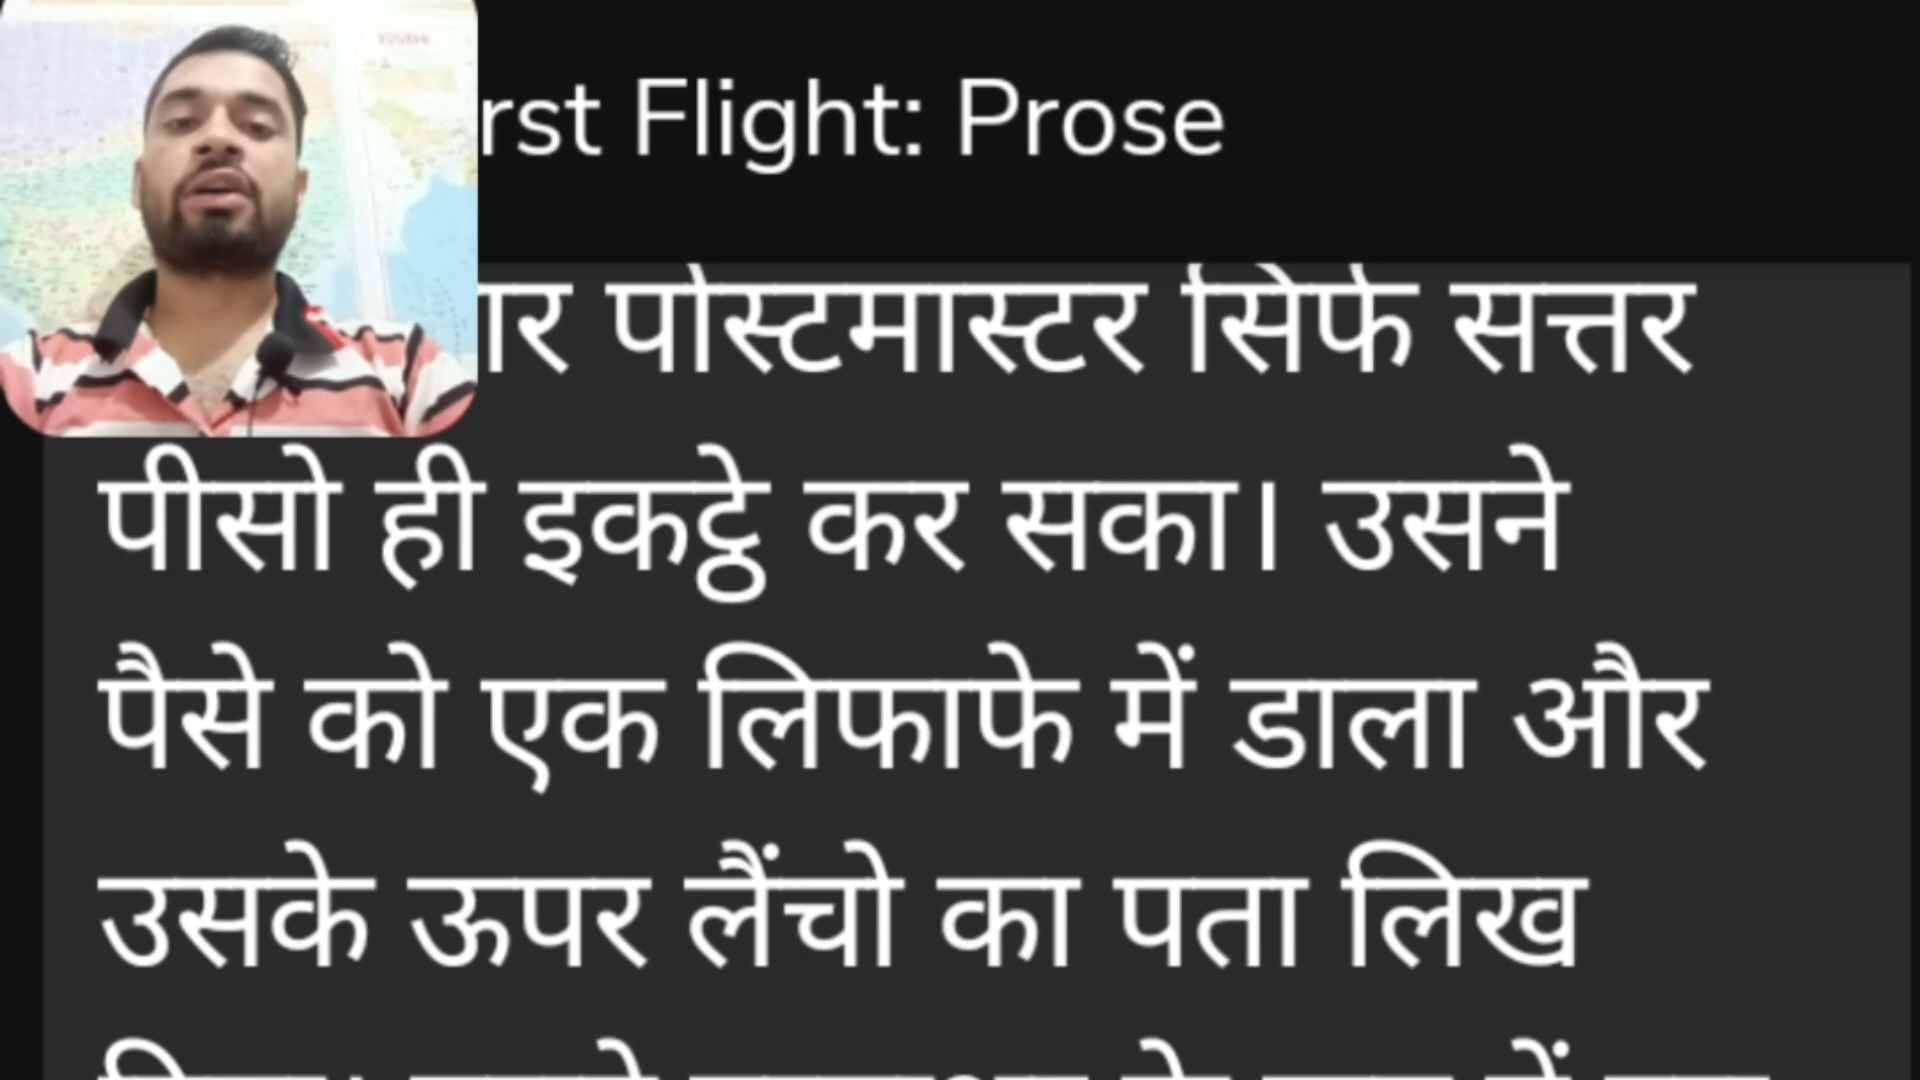 rst Flight: Prose
पोस्टमास्टर सिर्फ सत्तर
पीसो ही इकट्ठे कर सका। उसने
पैसे को एक लिफाफे में डाला और
उसके ऊपर लैंचो का पता लिख